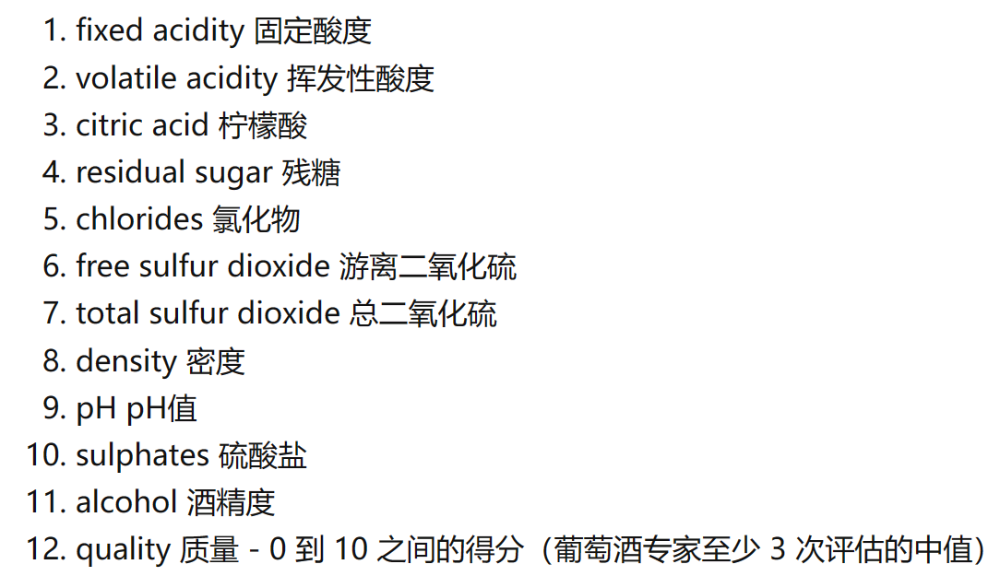 1. fixed acidity 固定酸度
2. volatile acidity 挥发性酸度
3. citric acid 柠檬酸
4. residual sugar 残糖
5. chlorides 氯化物
6. free sulfur dioxide 游离二氧化硫
7. total sulfur dioxide 总二氧化硫
8. density 密度
9. pH pH值
10. sulphates 硫酸盐
11. alcohol 酒精度
12. quality 质量 - 0 到 10 之间的得分（葡萄酒专家至少 3 次评估的中值）